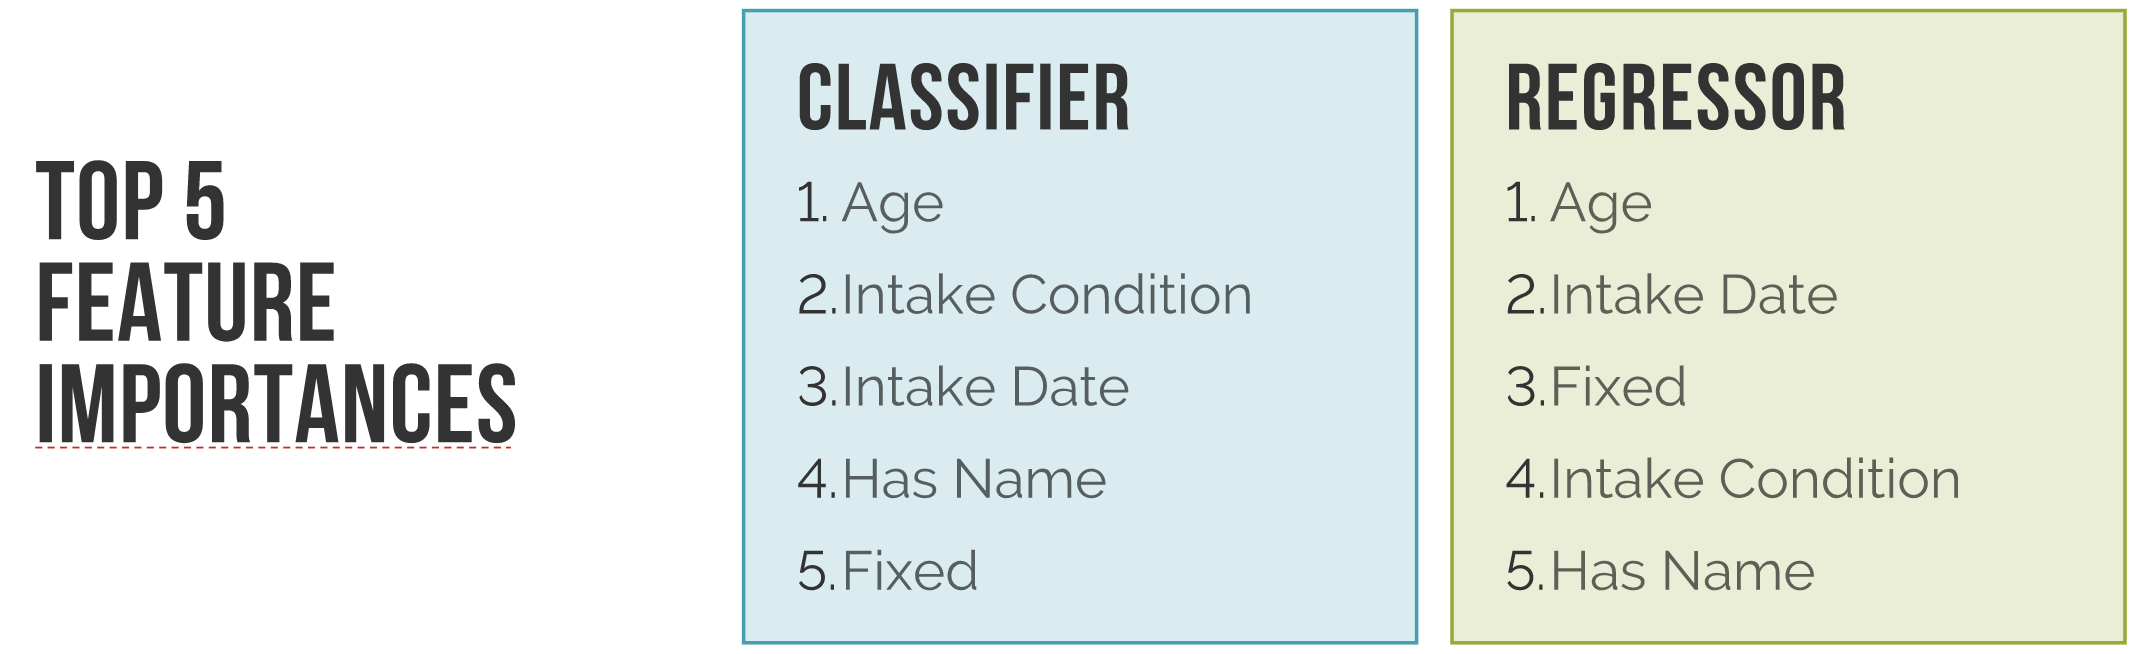 TOP 5
FEATURE
IMPORTANCES
CLASSIFIER
1. Age
2. Intake Condition
3. Intake Date
4. Has Name
5. Fixed
REGRESSOR
1. Age
2. Intake Date
3. Fixed
4. Intake Condition
5. Has Name